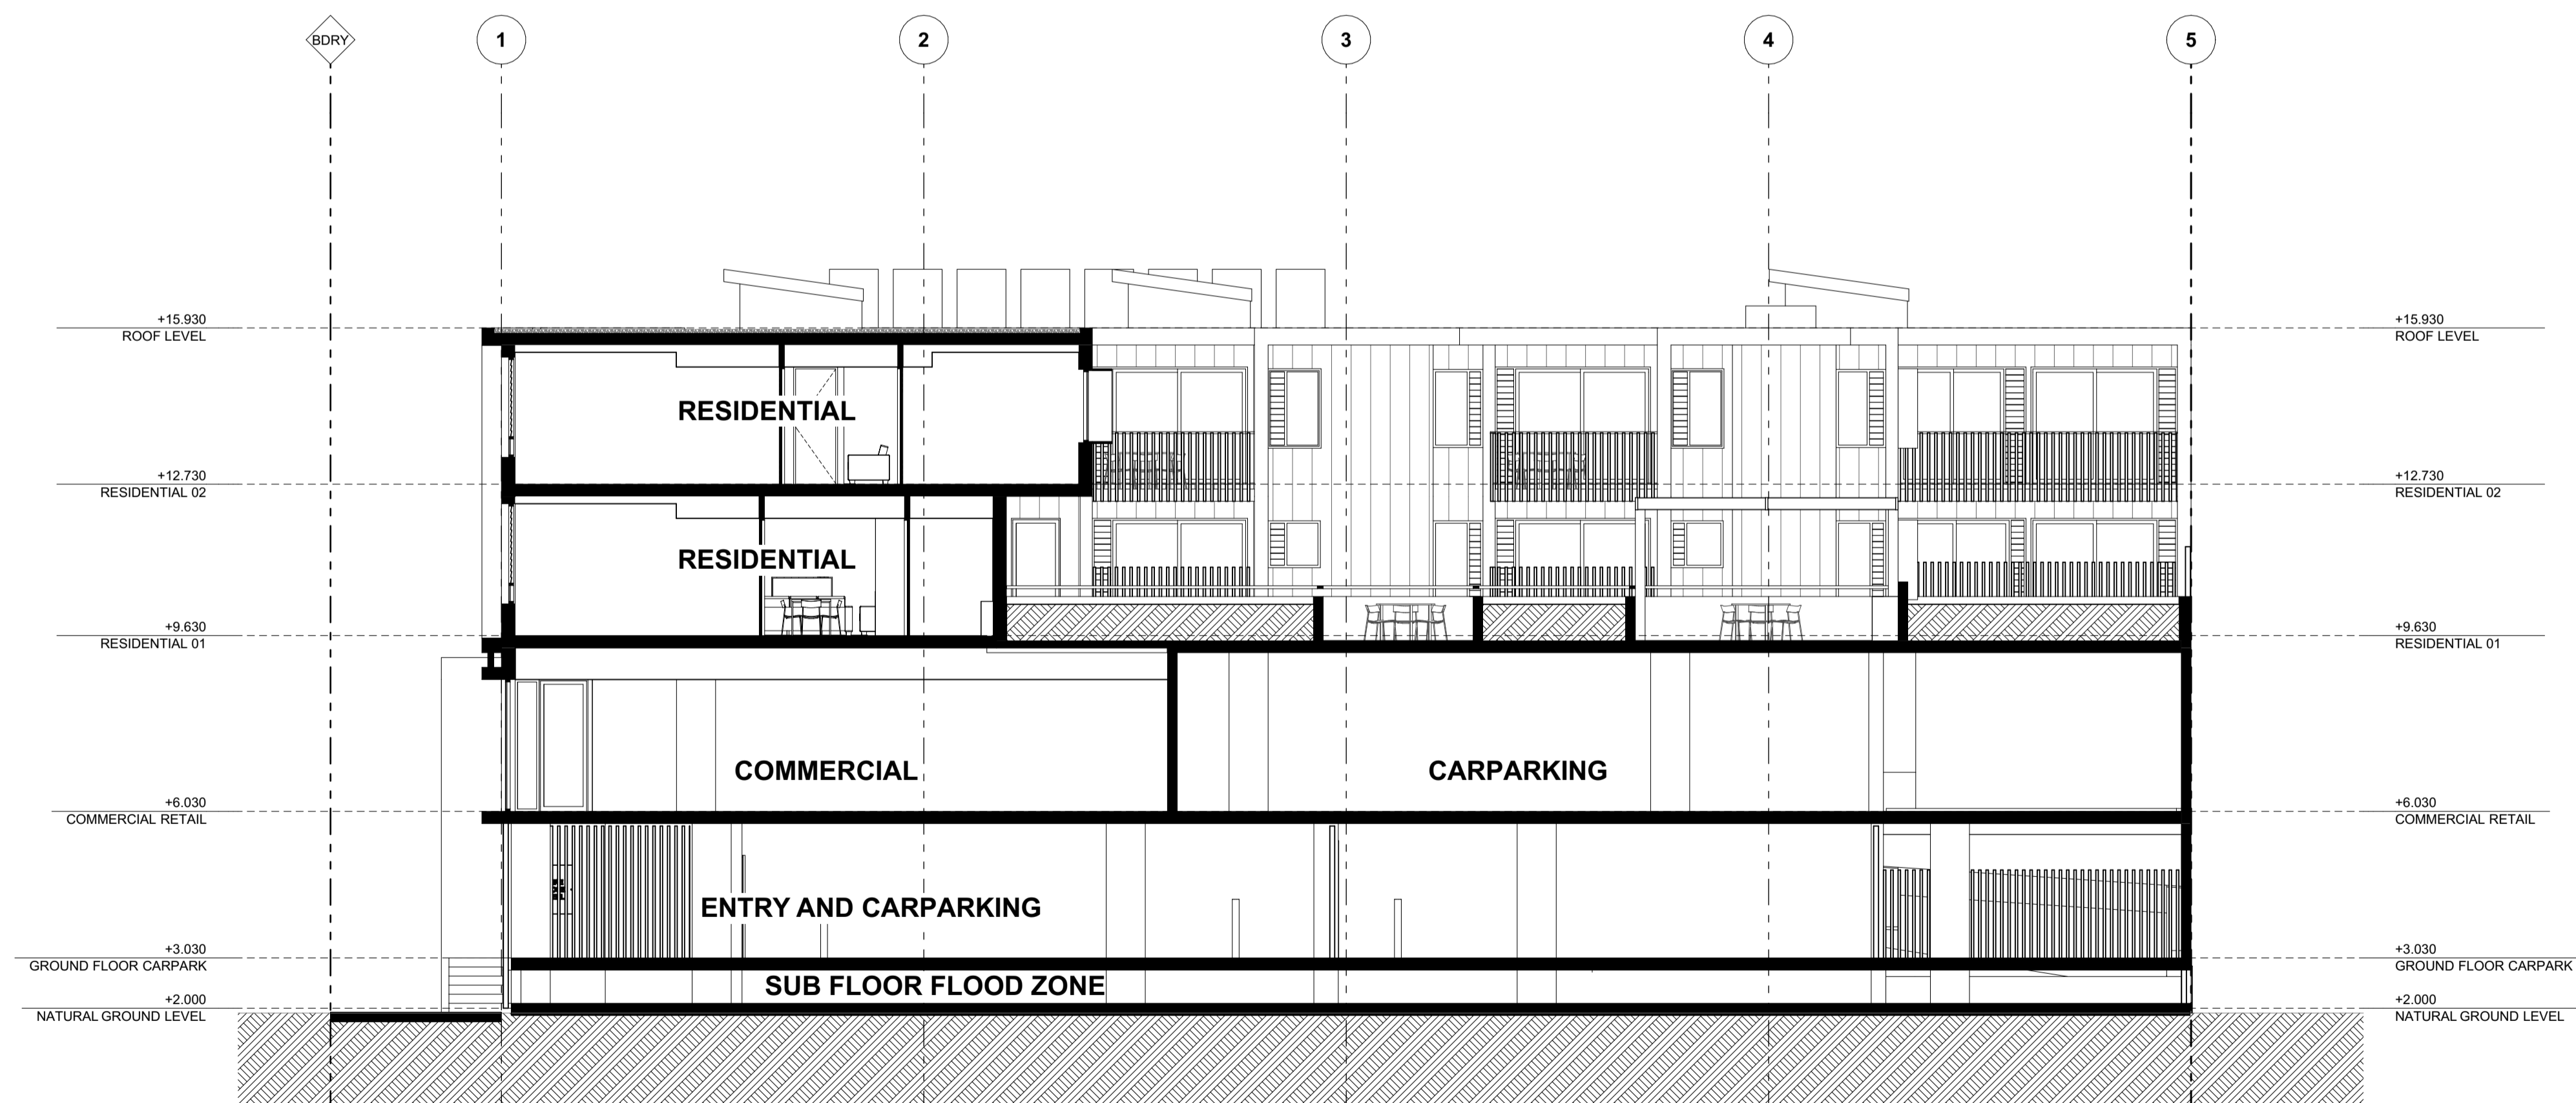 BDRY
1
2
3
4
5
+15.930
ROOF LEVEL
+15.930
ROOF LEVEL
RESIDENTIAL
+12.730
RESIDENTIAL 02
+12.730
RESIDENTIAL 02
RESIDENTIAL
+9.630
RESIDENTIAL 01
+9.630
RESIDENTIAL 01
COMMERCIAL
CARPARKING
+6.030
COMMERCIAL RETAIL
+6.030
COMMERCIAL RETAIL
ENTRY AND CARPARKING
+3.030
GROUND FLOOR CARPARK
+3.030
GROUND FLOOR CARPARK
SUB FLOOR FLOOD ZONE
+2.000
NATURAL GROUND LEVEL
+2.000
NATURAL GROUND LEVEL